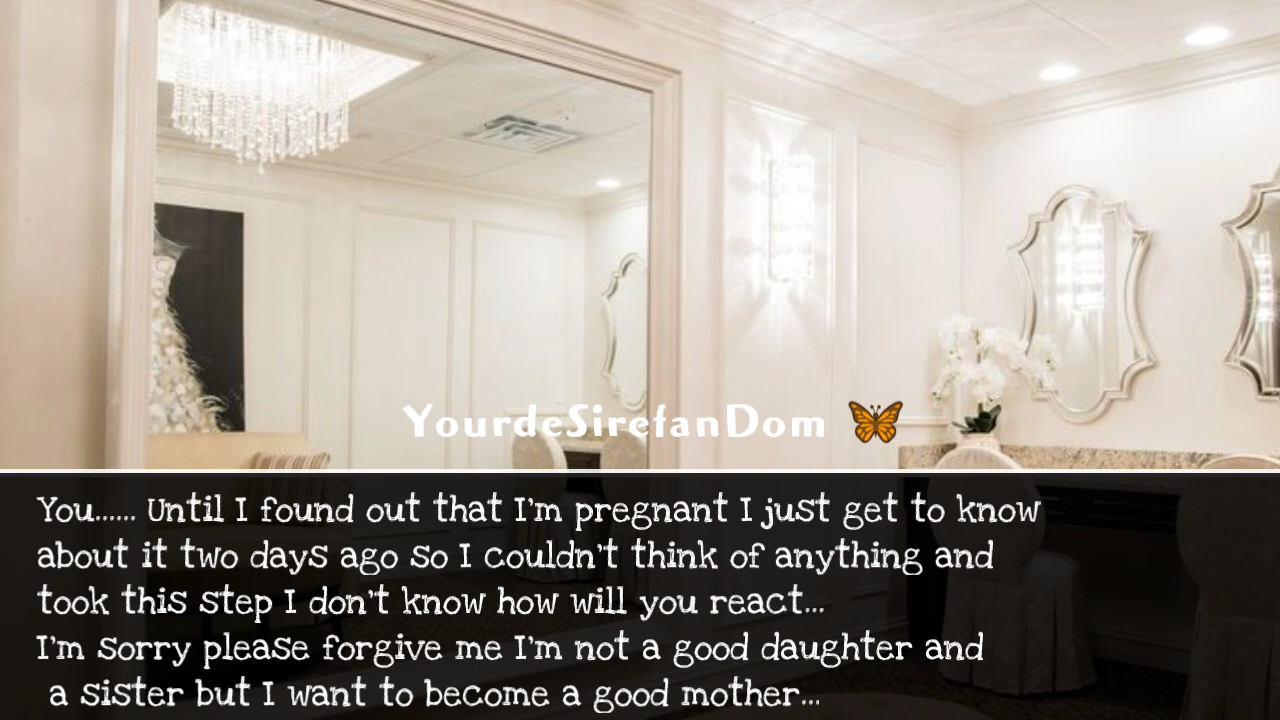 YourdeSirefanDom 🦋
You...... Until I found out that I'm pregnant I just get to know
about it two days ago so I couldn't think of anything and
took this step I don't know how will you react...
I'm sorry please forgive me I'm not a good daughter and
a sister but I want to become a good mother...